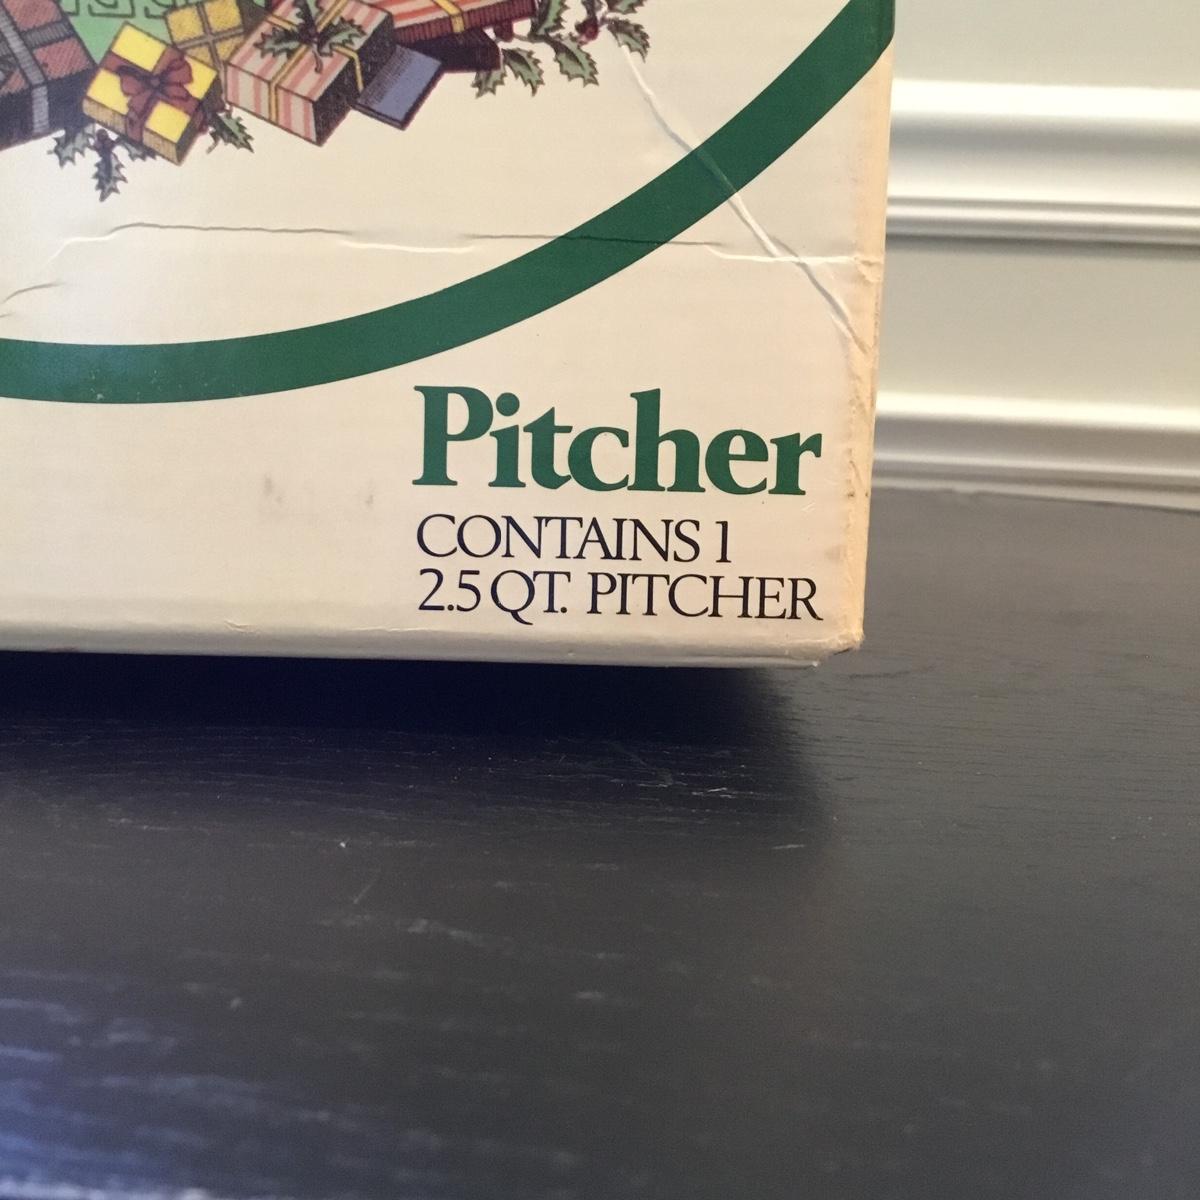 Pitcher
CONTAINS 1
2.5 QT. PITCHER